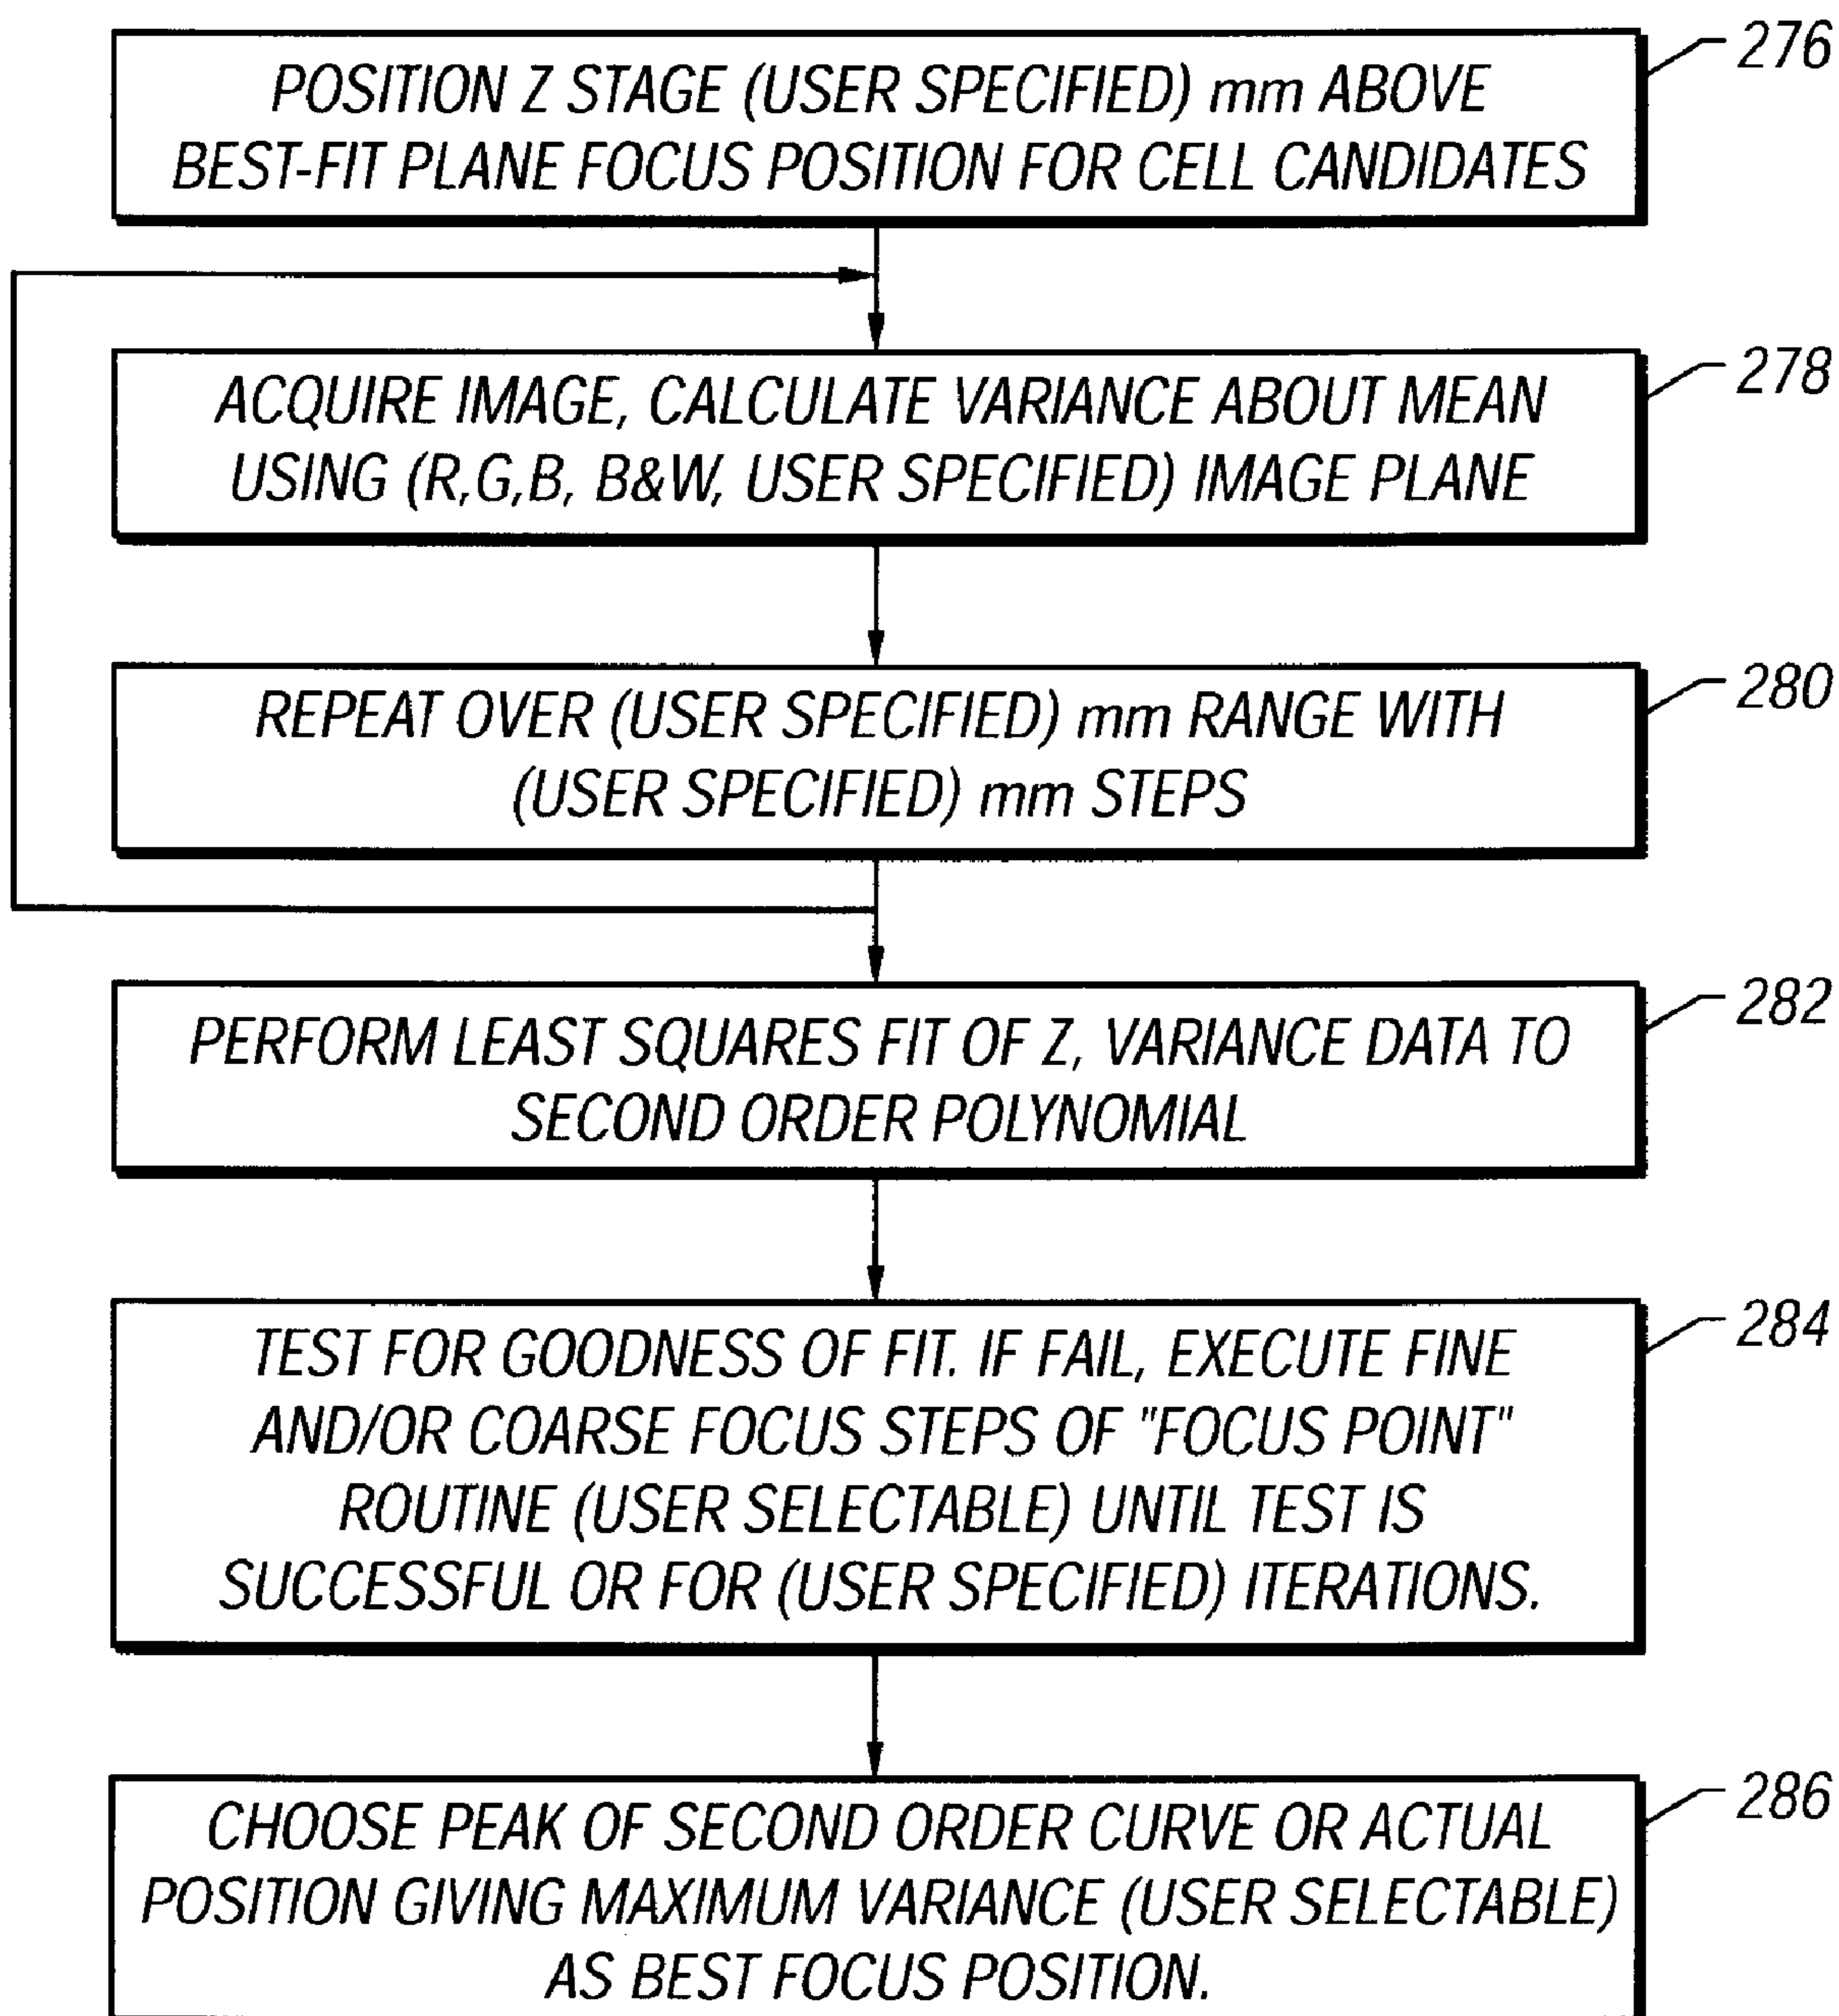 276
POSITION Z STAGE (USER SPECIFIED) mm ABOVE
BEST-FIT PLANE FOCUS POSITION FOR CELL CANDIDATES
278
ACQUIRE IMAGE, CALCULATE VARIANCE ABOUT MEAN
USING (R,G,B, B&W, USER SPECIFIED) IMAGE PLANE
280
REPEAT OVER (USER SPECIFIED) mm RANGE WITH
(USER SPECIFIED) mm STEPS
282
PERFORM LEAST SQUARES FIT OF Z, VARIANCE DATA TO
SECOND ORDER POLYNOMIAL
284
TEST FOR GOODNESS OF FIT. IF FAIL, EXECUTE FINE
AND/OR COARSE FOCUS STEPS OF "FOCUS POINT"
ROUTINE (USER SELECTABLE) UNTIL TEST IS
SUCCESSFUL OR FOR (USER SPECIFIED) ITERATIONS.
286
CHOOSE PEAK OF SECOND ORDER CURVE OR ACTUAL
POSITION GIVING MAXIMUM VARIANCE (USER SELECTABLE)
AS BEST FOCUS POSITION.